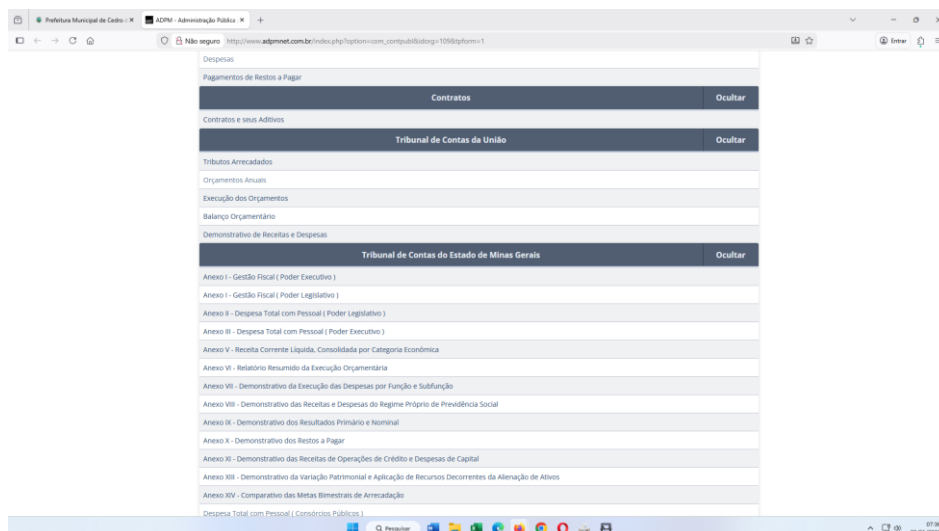 Prefeitura Municipal de Cedro d
ADPM - Administração Pública
Não seguro http://www.adpmnet.com.br/index.php?option=com_contpubl&idorg=109&tpform=1
Entrar
Despesas
Pagamentos de Restos a Pagar
Contratos Ocultar
Contratos e seus Aditivos
Tribunal de Contas da União Ocultar
Tributos Arrecadados
Orçamentos Anuais
Execução dos Orçamentos
Balanço Orçamentário
Demonstrativo de Receitas e Despesas
Tribunal de Contas do Estado de Minas Gerais Ocultar
Anexo I - Gestão Fiscal ( Poder Executivo )
Anexo I - Gestão Fiscal ( Poder Legislativo )
Anexo II - Despesa Total com Pessoal ( Poder Legislativo )
Anexo III - Despesa Total com Pessoal ( Poder Executivo )
Anexo V - Receita Corrente Líquida, Consolidada por Categoria Econômica
Anexo VI - Relatório Resumido da Execução Orçamentária
Anexo VII - Demonstrativo da Execução das Despesas por Função e Subfunção
Anexo VIII - Demonstrativo das Receitas e Despesas do Regime Próprio de Previdência Social
Anexo IX - Demonstrativo dos Resultados Primário e Nominal
Anexo X - Demonstrativo dos Restos a Pagar
Anexo XI - Demonstrativo das Receitas de Operações de Crédito e Despesas de Capital
Anexo XIII - Demonstrativo da Variação Patrimonial e Aplicação de Recursos Decorrentes da Alienação de Ativos
Anexo XIV - Comparativo das Metas Bimestrais de Arrecadação
Despesa Total com Pessoal ( Consórcios Públicos )
Pesquisar